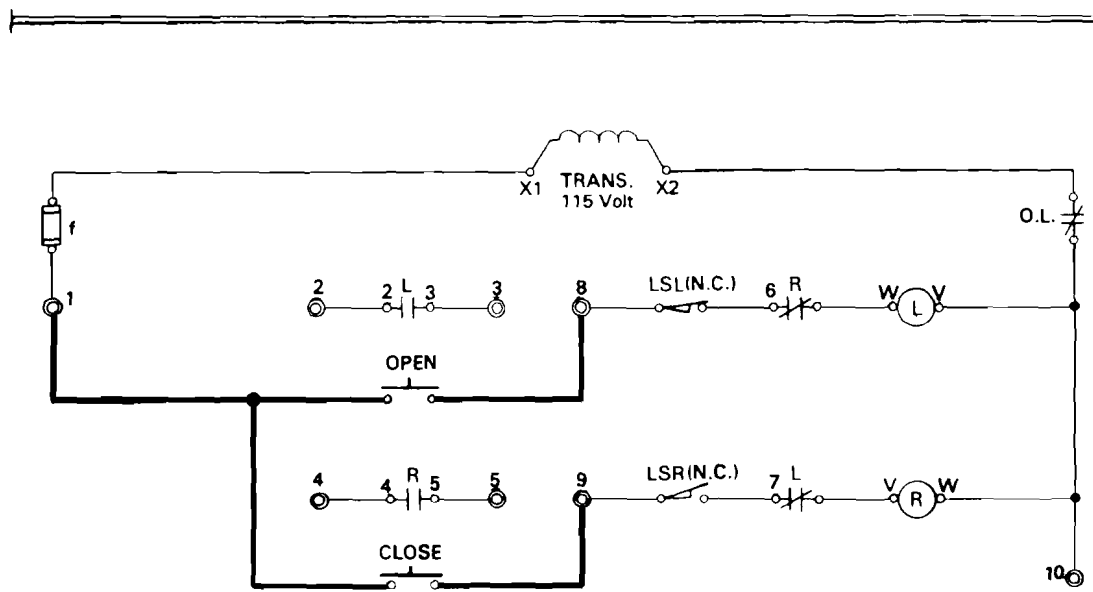 X1 TRANS. X2
115 Volt
f
O.L.
1
2 2 L 3 3 8 LSL(N.C.) 6 R W L V
OPEN
4 4 R 5 5 9 LSR(N.C.) 7 L V R W
CLOSE
10